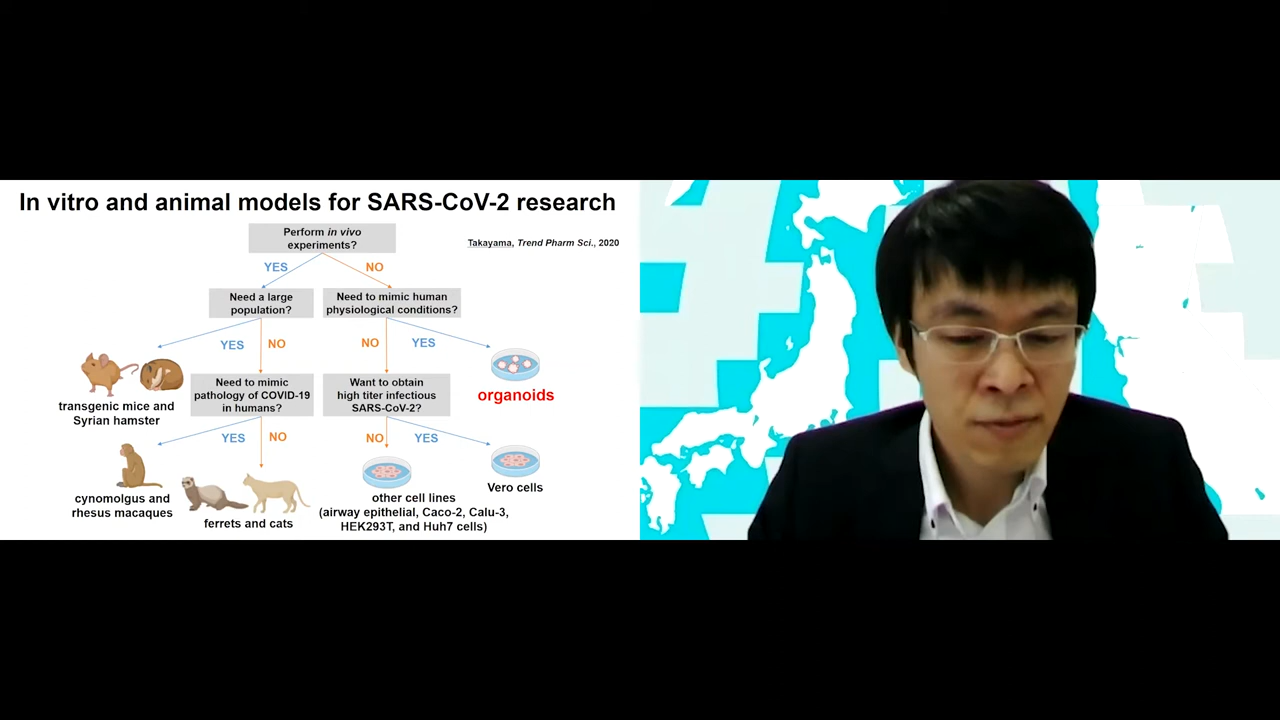 In vitro and animal models for SARS-CoV-2 research
Perform in vivo
experiments?
Takayama, Trend Pharm Sci., 2020
YES
NO
Need a large
population?
Need to mimic human
physiological conditions?
YES
NO
NO
YES
transgenic mice and
Syrian hamster
Need to mimic
pathology of COVID-19
in humans?
Want to obtain
high titer infectious
SARS-CoV-2?
organoids
YES
NO
NO
YES
cynomolgus and
rhesus macaques
ferrets and cats
other cell lines
(airway epithelial, Caco-2, Calu-3,
HEK293T, and Huh7 cells)
Vero cells